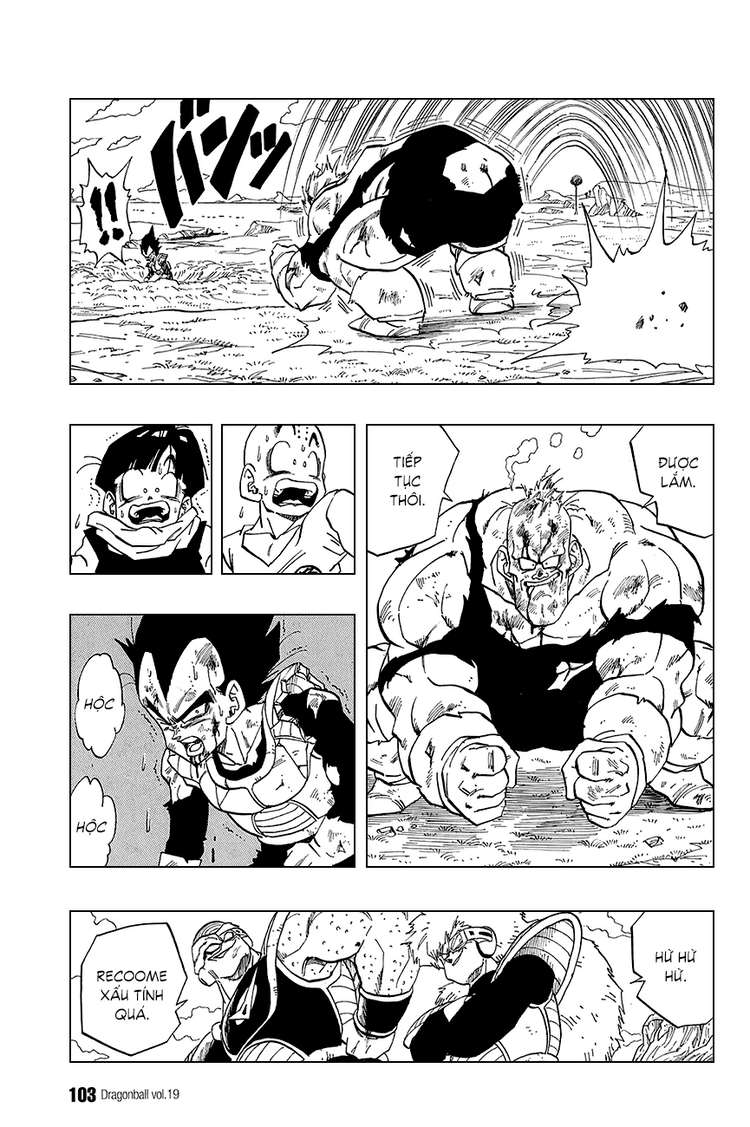 バンッ
!!
ĐƯỢC
LẮM.
TIẾP
TỤC
THÔI.
HỘC
HỘC
HỪ HỪ
HỪ.
RECOOME
XẤU TÍNH
QUÁ.
103 Dragonball vol.19